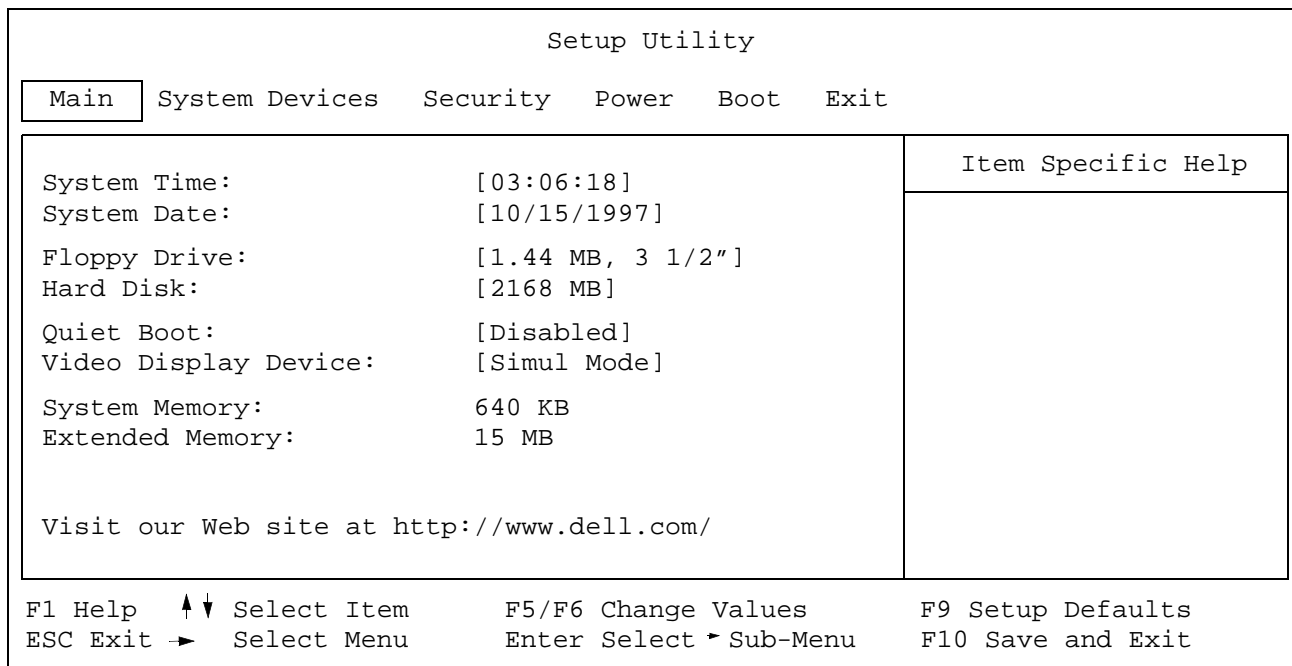 Setup Utility
Main System Devices Security Power Boot Exit
Item Specific Help
System Time: [03:06:18]
System Date: [10/15/1997]
Floppy Drive: [1.44 MB, 3 1/2″]
Hard Disk: [2168 MB]
Quiet Boot: [Disabled]
Video Display Device: [Simul Mode]
System Memory: 640 KB
Extended Memory: 15 MB
Visit our Web site at http://www.dell.com/
F1 Help Select Item F5/F6 Change Values F9 Setup Defaults
ESC Exit Select Menu Enter Select Sub-Menu F10 Save and Exit